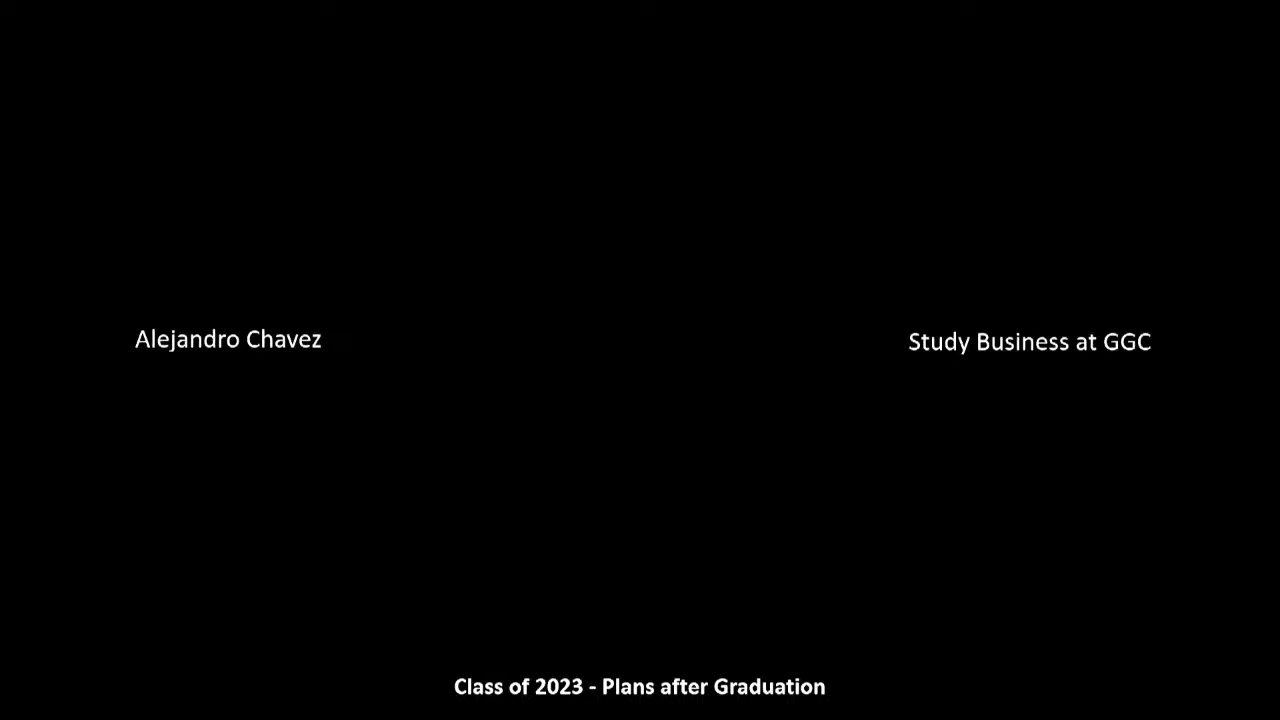 Alejandro Chavez
Study Business at GGC
Class of 2023 - Plans after Graduation